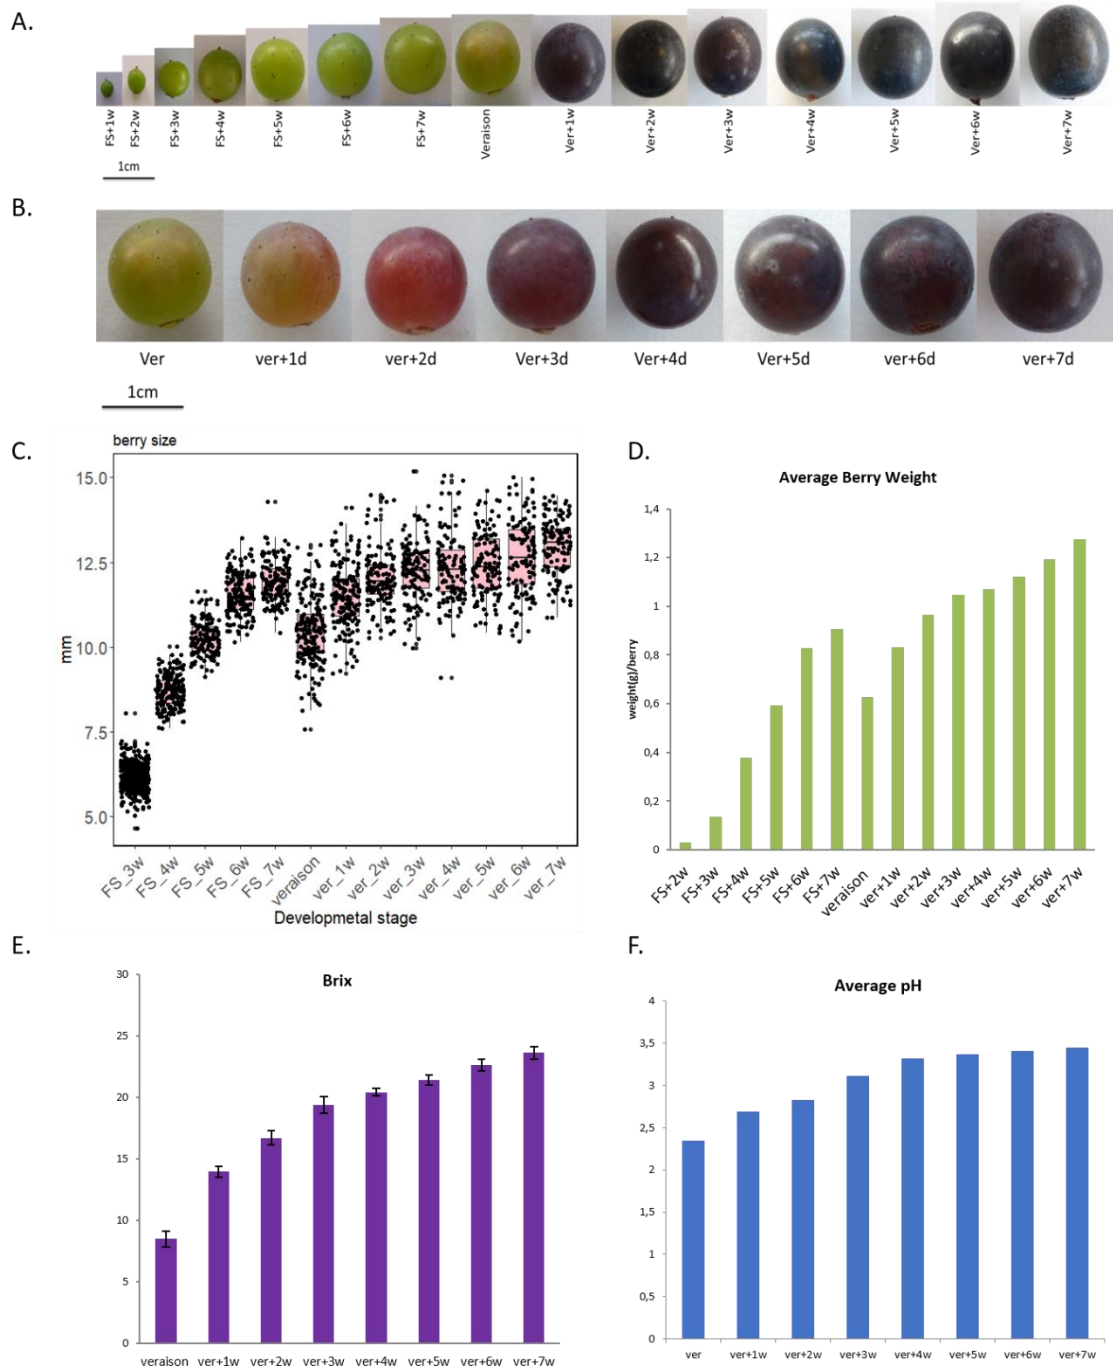 A.
FS+1w FS+2w FS+3w FS+4w FS+5w FS+6w FS+7w Veraison Ver+1w Ver+2w Ver+3w Ver+4w Ver+5w Ver+6w Ver+7w
1cm
B.
Ver ver+1d ver+2d Ver+3d Ver+4d Ver+5d ver+6d ver+7d
1cm
C.
berry size
15.0
12.5
10.0
7.5
5.0
mm
FS_3w FS_4w FS_5w FS_6w FS_7w veraison ver_1w ver_2w ver_3w ver_4w ver_5w ver_6w ver_7w
Developmetal stage
D.
Average Berry Weight
1,4
1,2
1
0,8
0,6
0,4
0,2
0
weight(g)/berry
FS+2w FS+3w FS+4w FS+5w FS+6w FS+7w veraison ver+1w ver+2w ver+3w ver+4w ver+5w ver+6w ver+7w
E.
Brix
30
25
20
15
10
5
0
veraison ver+1w ver+2w ver+3w ver+4w ver+5w ver+6w ver+7w
F.
Average pH
4
3,5
3
2,5
2
1,5
1
0,5
0
ver ver+1w ver+2w ver+3w ver+4w ver+5w ver+6w ver+7w